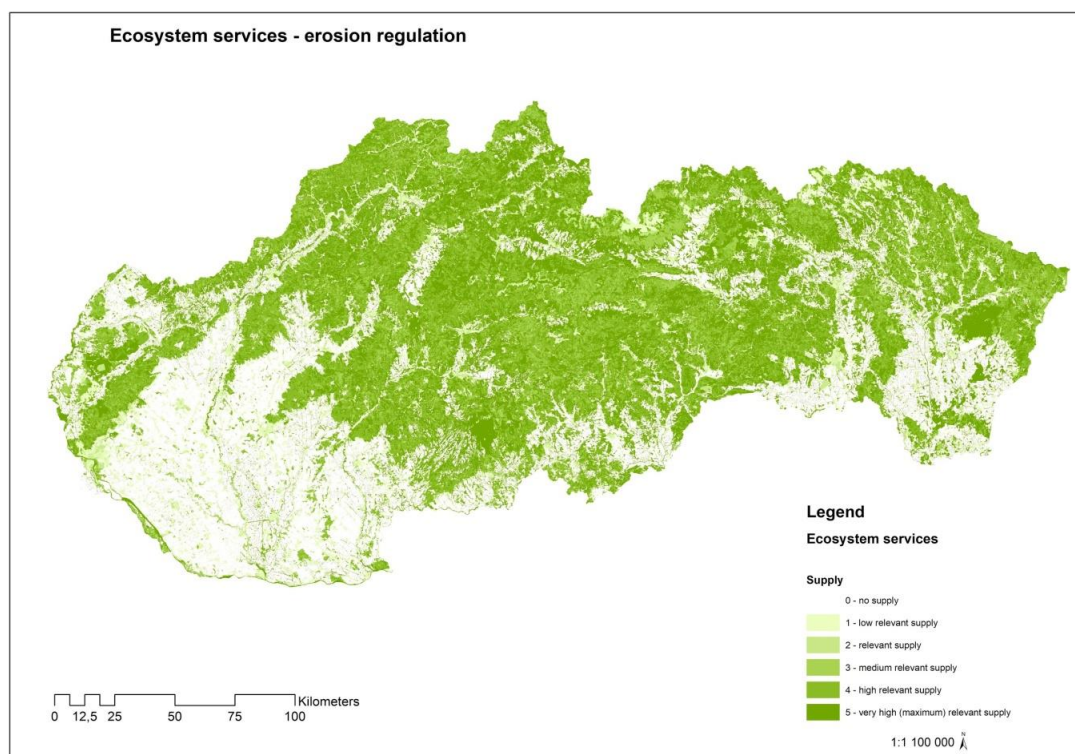 Ecosystem services - erosion regulation
Legend
Ecosystem services
Supply
0 - no supply
1 - low relevant supply
2 - relevant supply
3 - medium relevant supply
4 - high relevant supply
5 - very high (maximum) relevant supply
Kilometers
0 12,5 25 50 75 100
1:1 100 000
N